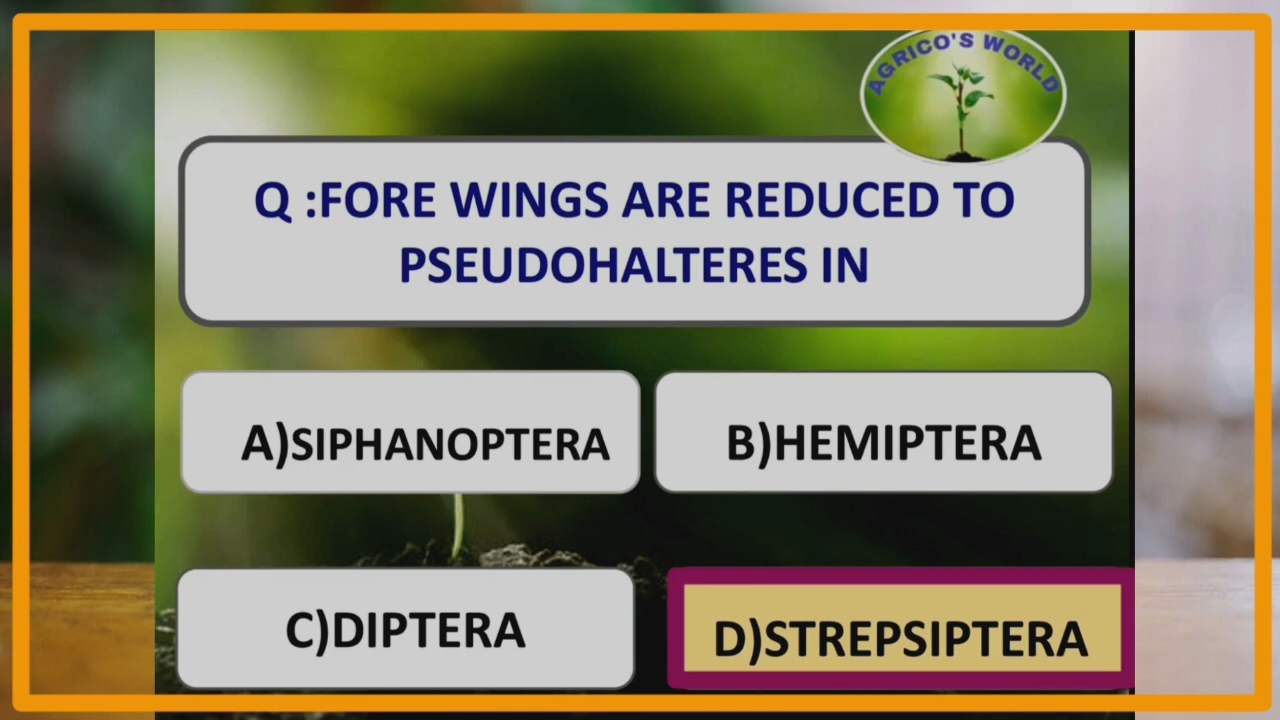 AGRICO'S WORLD
Q :FORE WINGS ARE REDUCED TO
PSEUDOHALTERES IN
A)SIPHANOPTERA
B)HEMIPTERA
C)DIPTERA
D)STREPSIPTERA